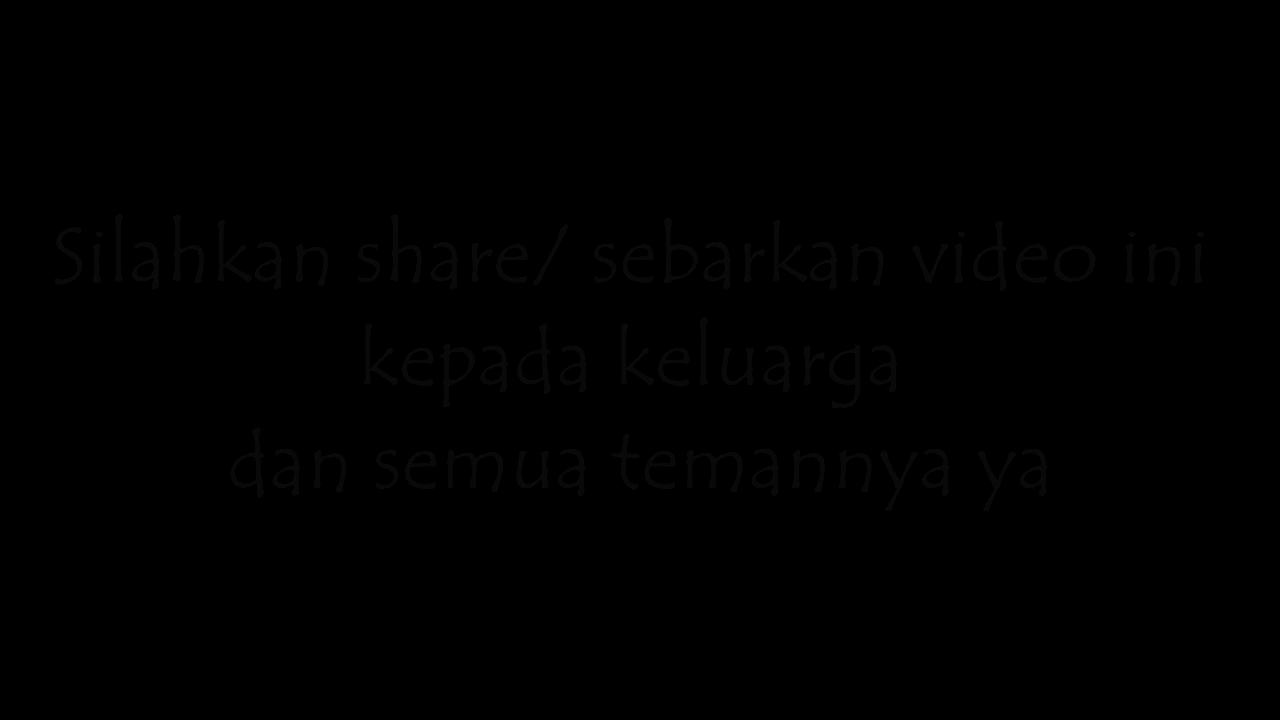 Silahkan share/ sebarkan video ini
kepada keluarga
dan semua temannya ya